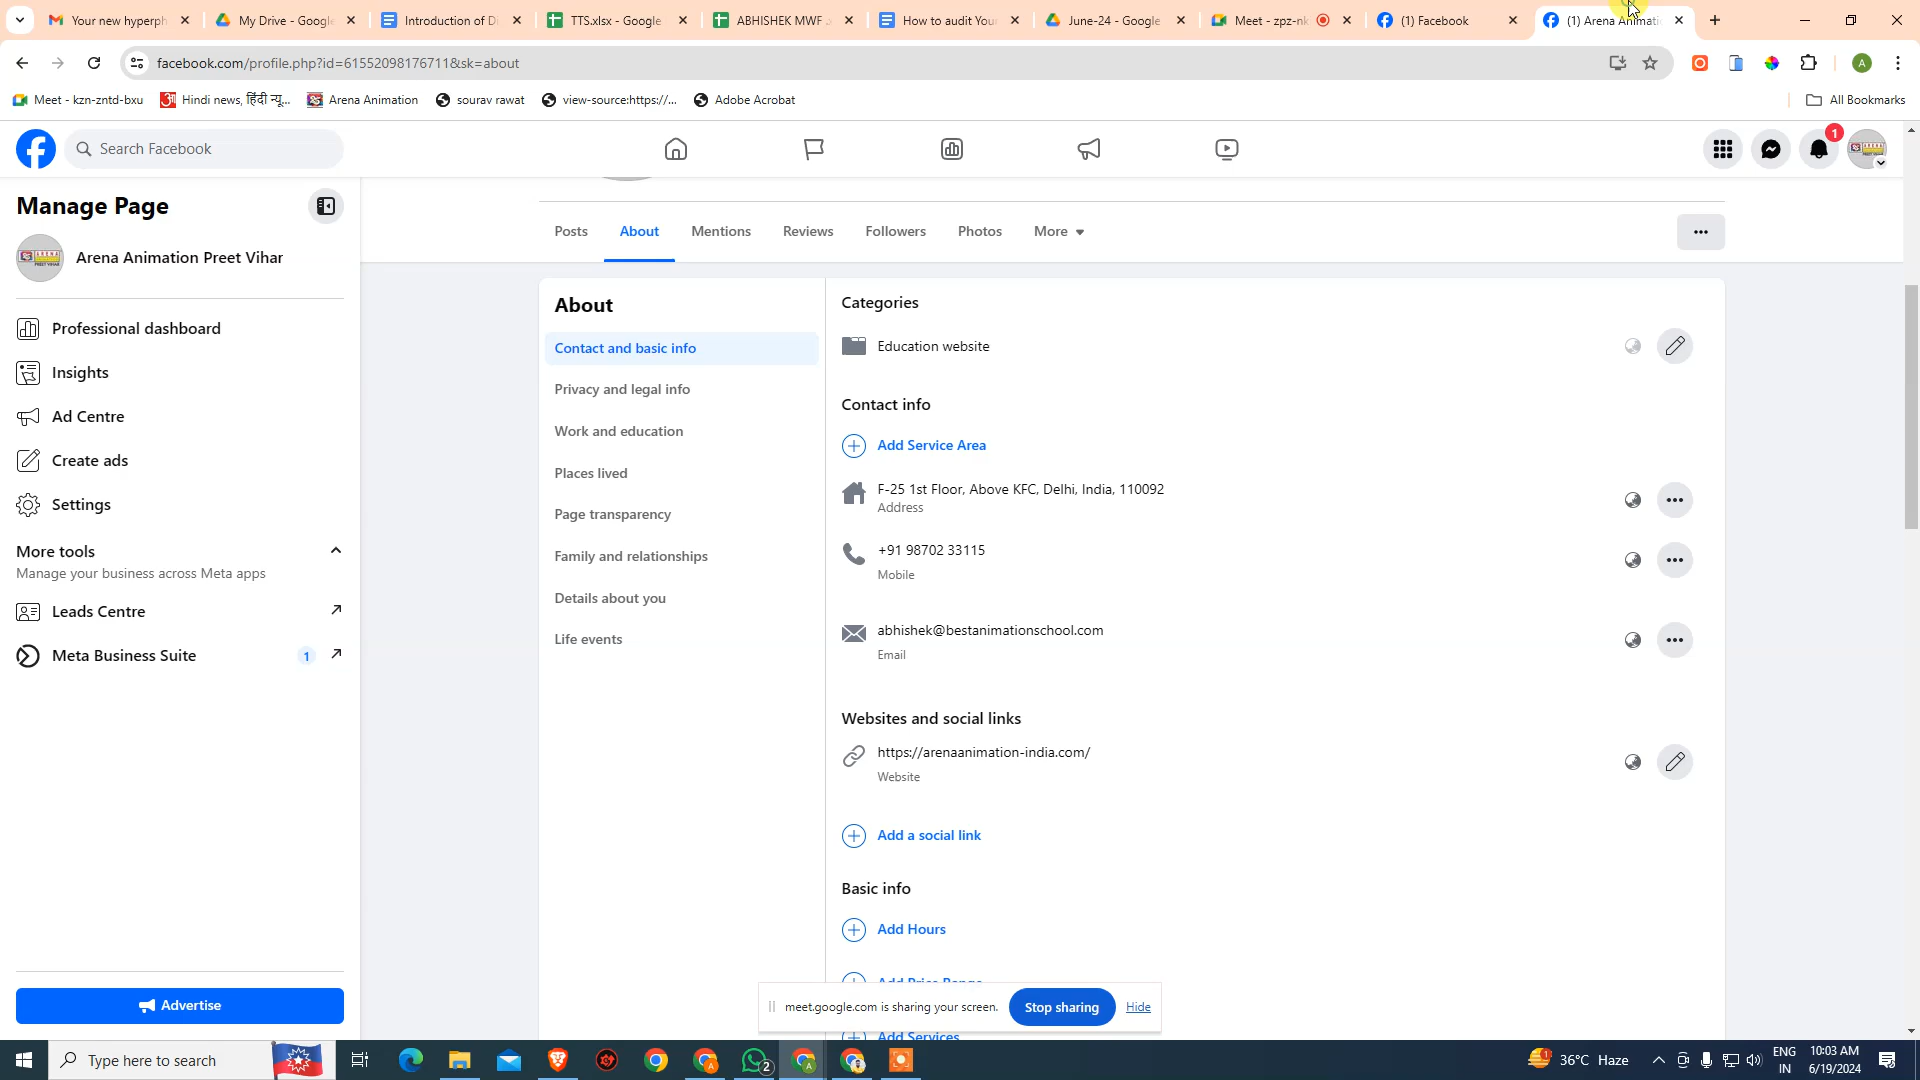 Your new hyperph
My Drive - Google
Introduction of Di
TTS.xlsx - Google
ABHISHEK MWF
How to audit You
June-24 - Google
Meet - zpz-nk
(1) Facebook
(1) Arena Animati
facebook.com/profile.php?id=61552098176711&sk=about
A
Meet - kzn-zntd-bxu
Hindi news, हिंदी न्यू...
Arena Animation
sourav rawat
view-source:https://...
Adobe Acrobat
All Bookmarks
Search Facebook
1
Manage Page
Arena Animation Preet Vihar
Professional dashboard
Insights
Ad Centre
Create ads
Settings
More tools
Manage your business across Meta apps
Leads Centre
Meta Business Suite
1
Advertise
Posts
About
Mentions
Reviews
Followers
Photos
More
About
Contact and basic info
Privacy and legal info
Work and education
Places lived
Page transparency
Family and relationships
Details about you
Life events
Categories
Education website
Contact info
Add Service Area
F-25 1st Floor, Above KFC, Delhi, India, 110092
Address
+91 98702 33115
Mobile
abhishek@bestanimationschool.com
Email
Websites and social links
https://arenaanimation-india.com/
Website
Add a social link
Basic info
Add Hours
Add Price Range
Add Services
meet.google.com is sharing your screen.
Stop sharing
Hide
Type here to search
2
1
36°C Haze
ENG
IN
10:03 AM
6/19/2024